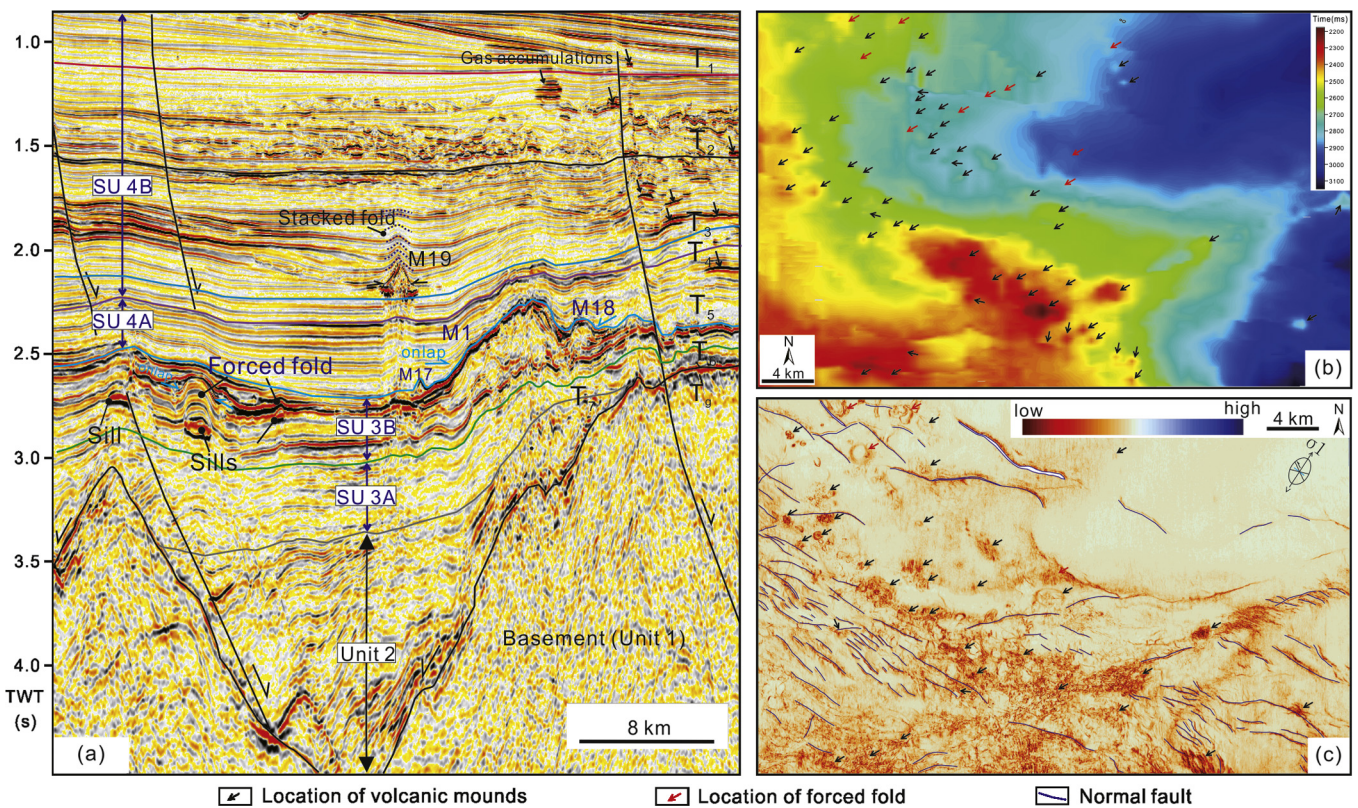 1.0
1.5
2.0
2.5
3.0
3.5
4.0
TWT
(s)
Gas accumulations
T1
T2
SU 4B
Stacked fold
T3
M19
T4
SU 4A
M18
T5
M1
onlap
Forced fold
M17
onlap
T6
T
T9
Sill
SU 3B
Sills
SU 3A
Unit 2
Basement (Unit 1)
8 km
(a)
Time(ms)
2200
2300
2400
2500
2600
2700
2800
2900
3000
3100
N
4 km
(b)
low
high
4 km
N
σ1
(c)
Location of volcanic mounds
Location of forced fold
Normal fault